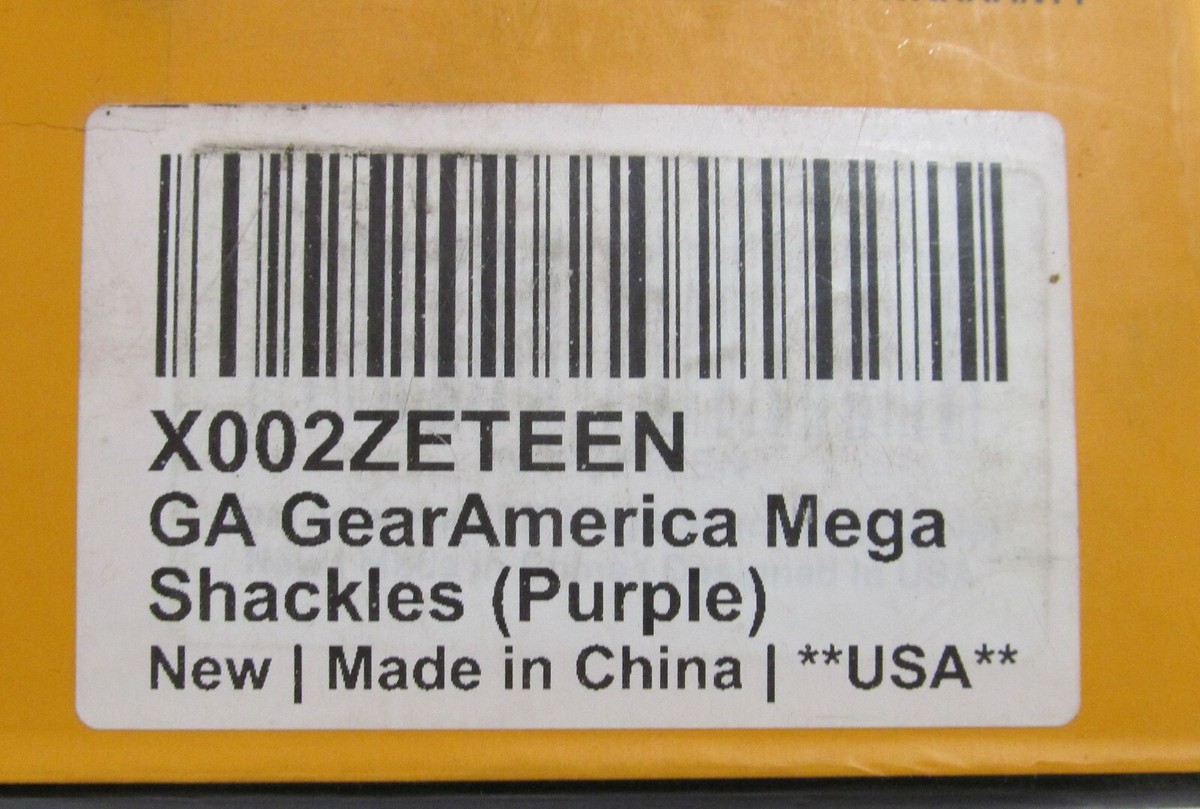 X002ZETEEN
GA GearAmerica Mega
Shackles (Purple)
New | Made in China | **USA**